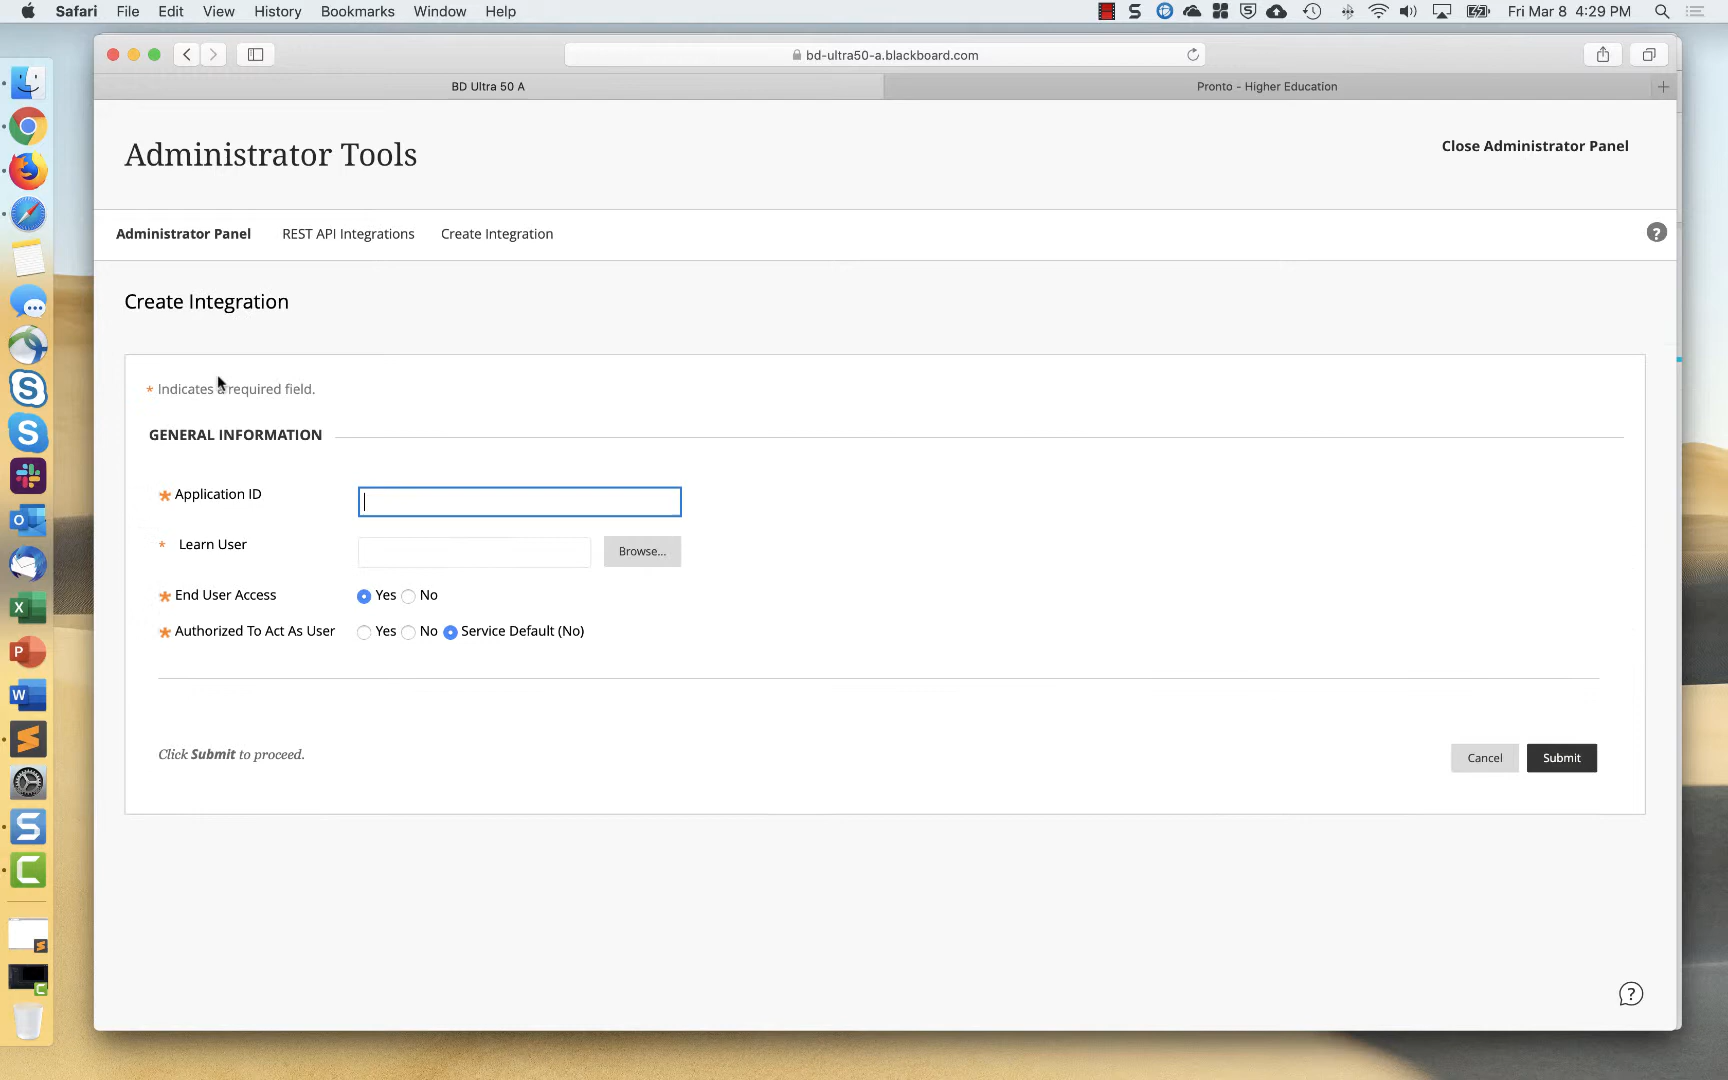 Safari File Edit View History Bookmarks Window Help Fri Mar 8 4:29 PM
bd-ultra50-a.blackboard.com
BD Ultra 50 A Pronto - Higher Education
Administrator Tools
Close Administrator Panel
Administrator Panel REST API Integrations Create Integration
Create Integration
* Indicates a required field.
GENERAL INFORMATION
* Application ID
* Learn User Browse...
* End User Access Yes No
* Authorized To Act As User Yes No Service Default (No)
Click Submit to proceed.
Cancel Submit